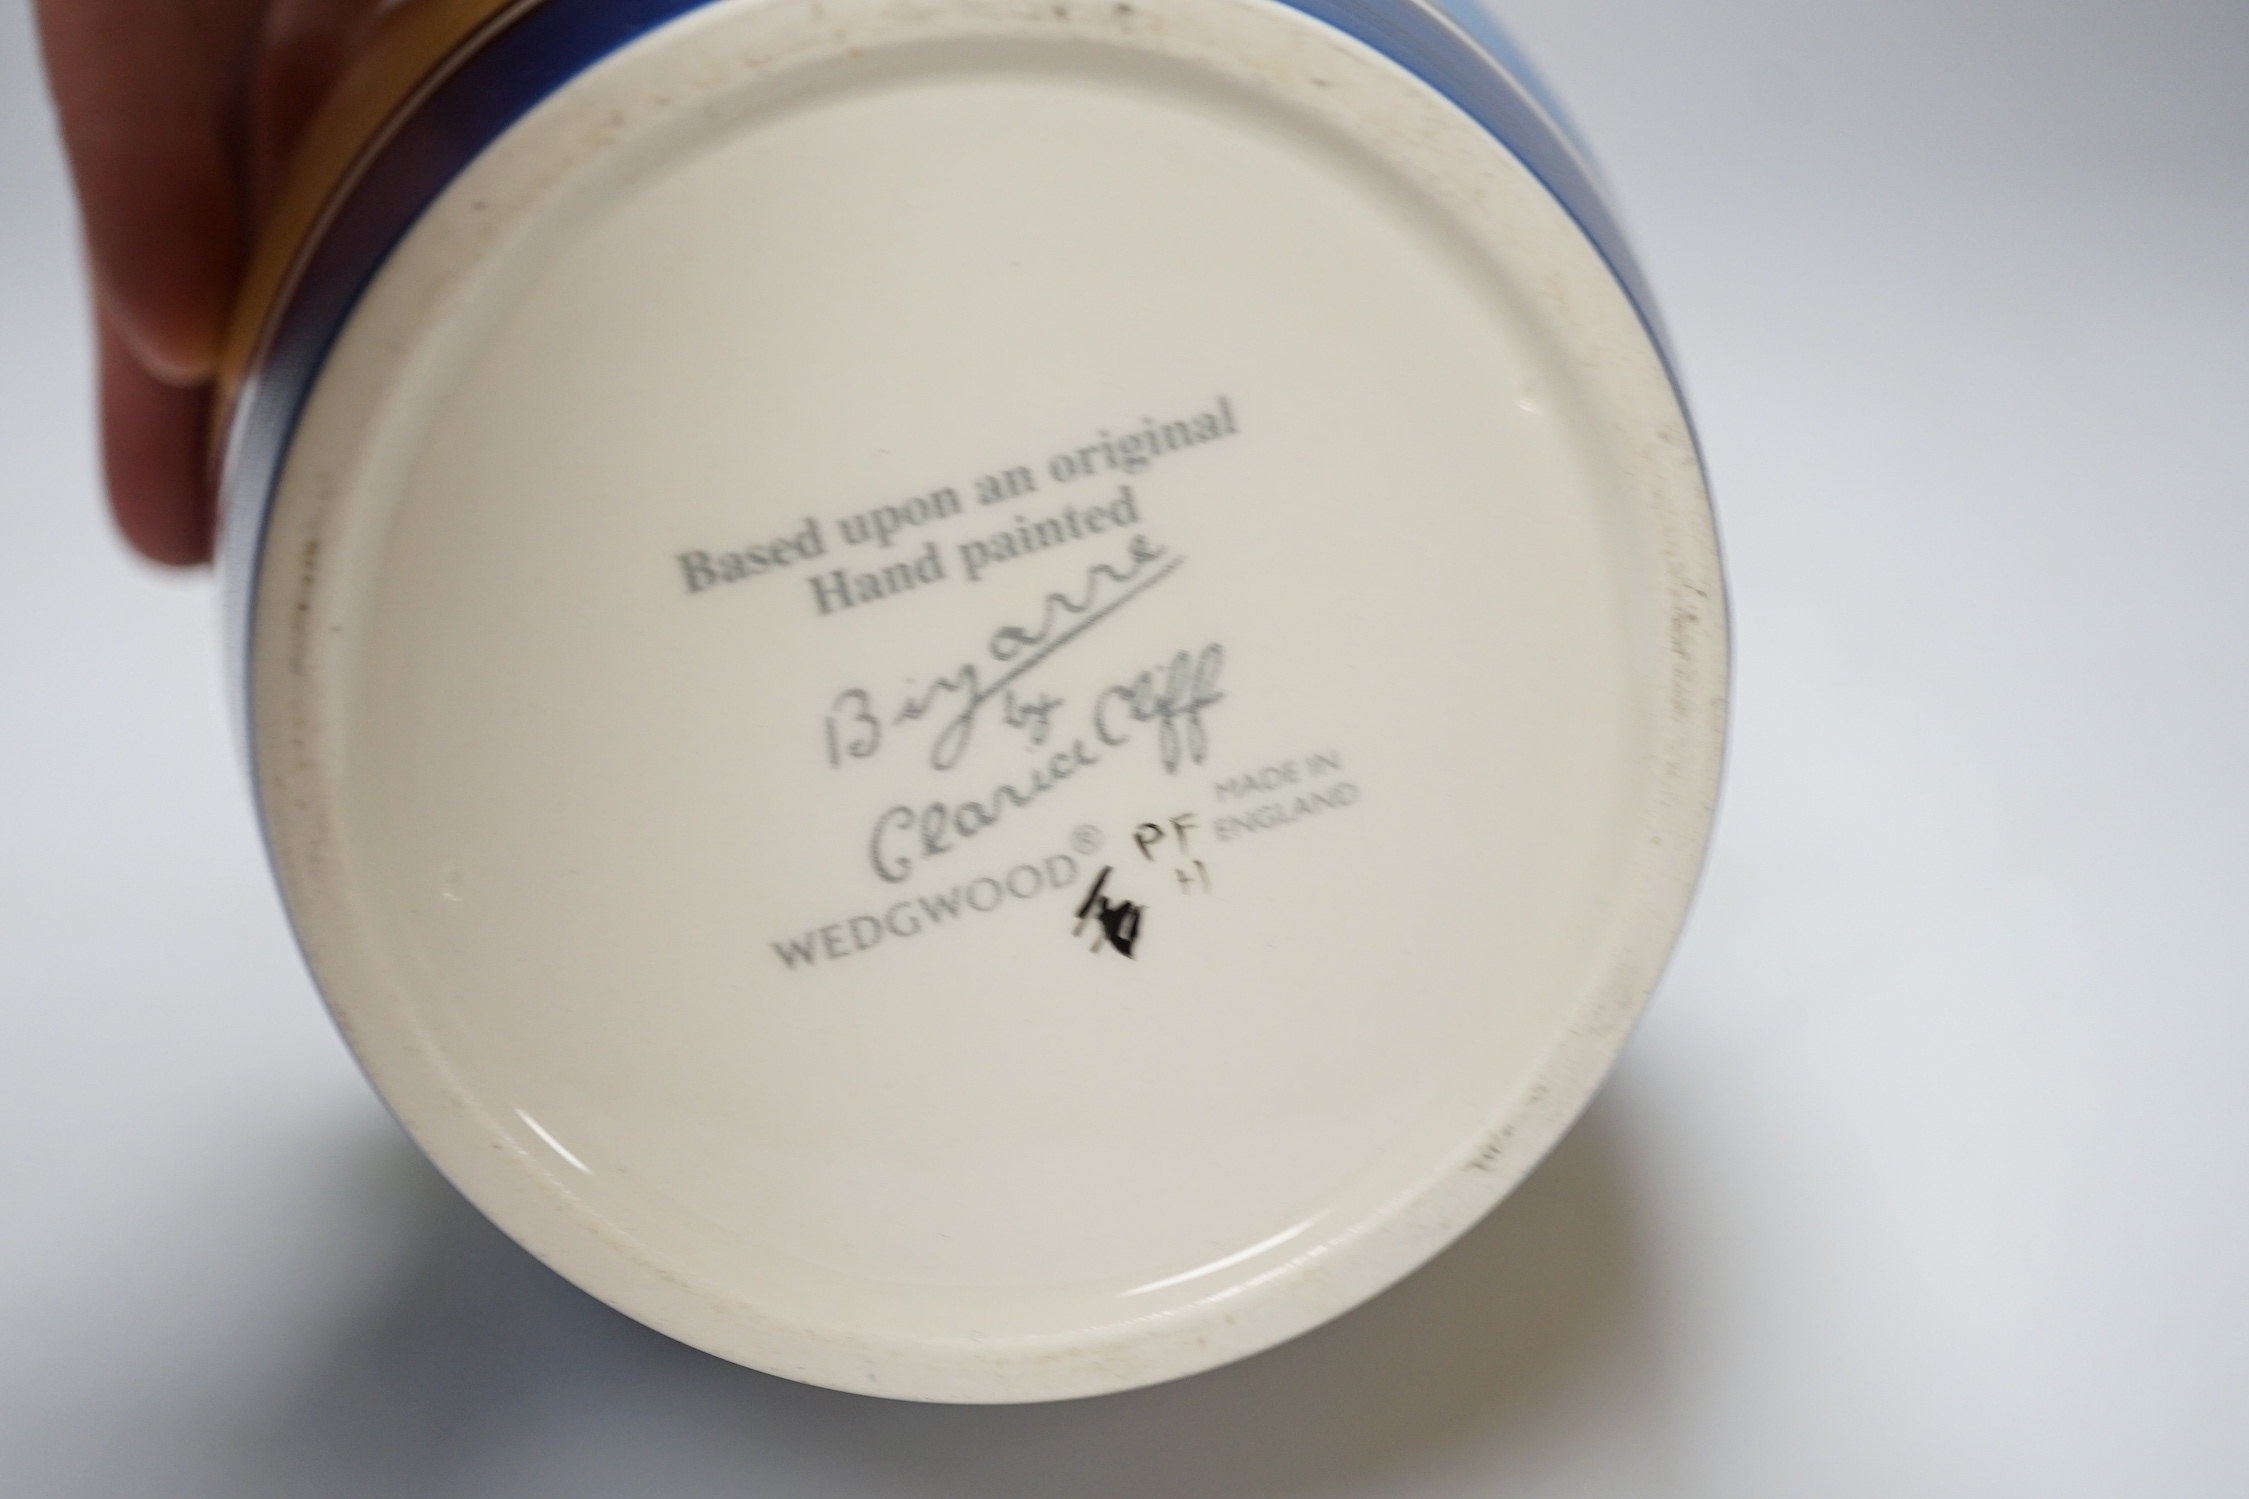 Based upon an original
Hand painted
Bizarre
by
Clarice Cliff
WEDGWOOD®
PF
H
MADE IN
ENGLAND